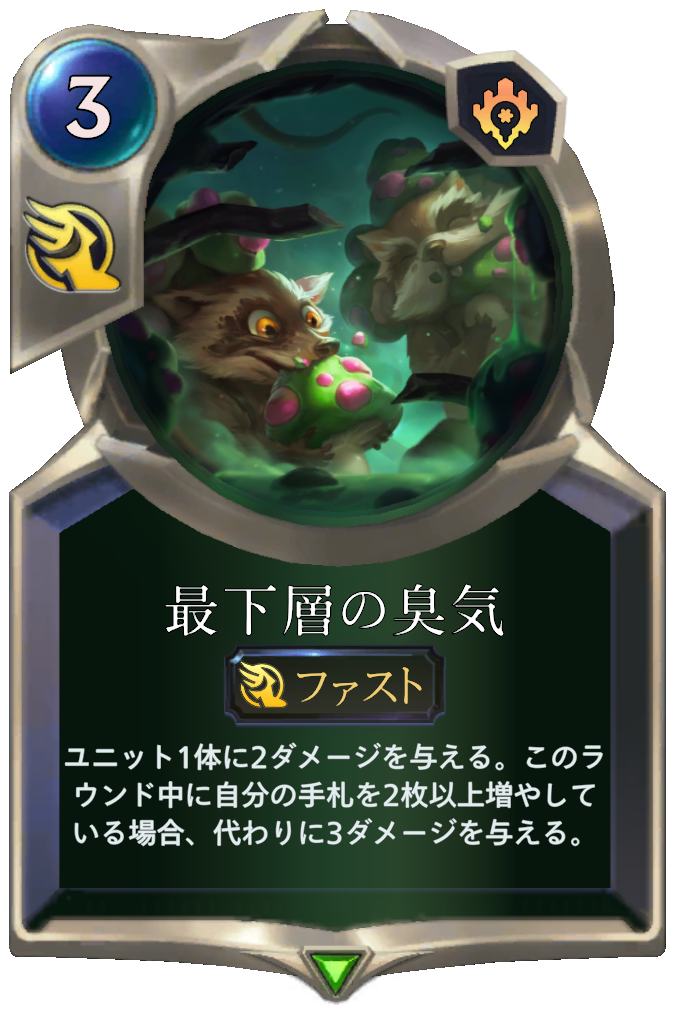 3
最下層の臭気
ファスト
ユニット1体に2ダメージを与える。このラ
ウンド中に自分の手札を2枚以上増やして
いる場合、代わりに3ダメージを与える。